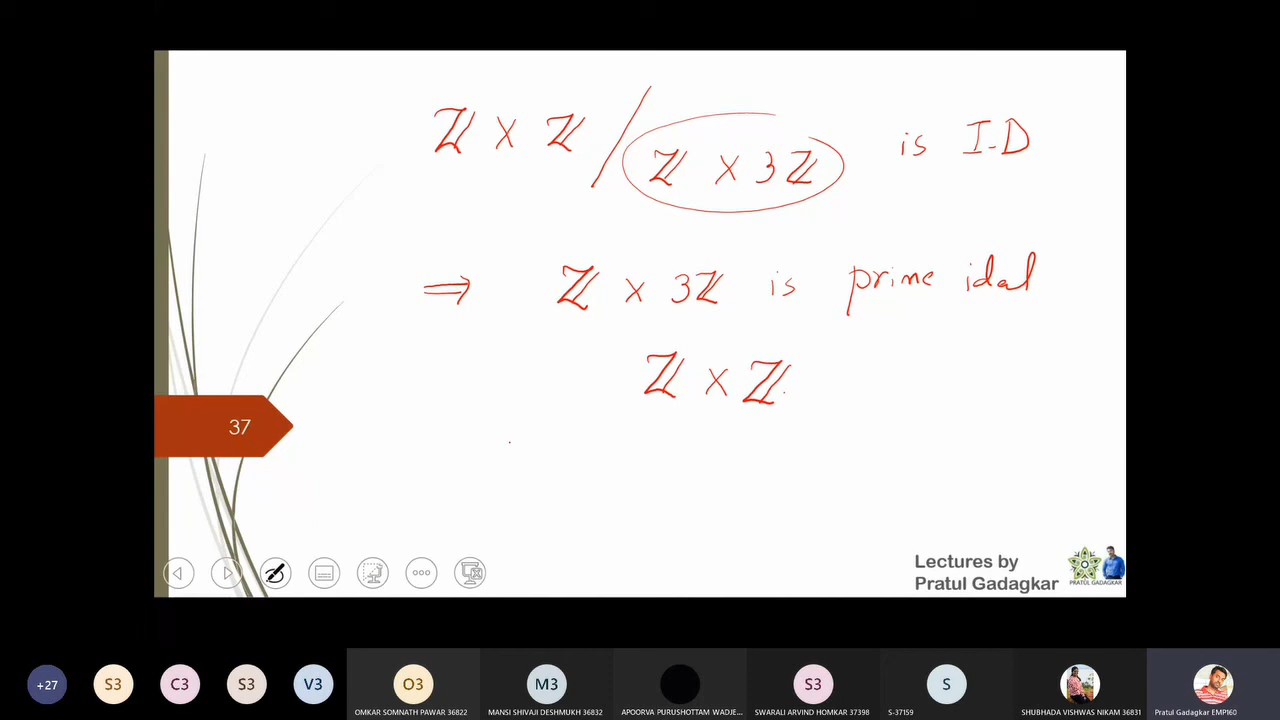 ℤ × ℤ / ℤ × 3ℤ is I-D
⇒ ℤ × 3ℤ is prime idal
ℤ × ℤ
37
Lectures by
Pratul Gadagkar
PRATUL GADAGKAR
+27
S3
C3
S3
V3
O3
M3
S3
S
OMKAR SOMNATH PAWAR 36822
MANSI SHIVAJI DESHMUKH 36832
APOORVA PURUSHOTTAM WADJE...
SWARALI ARVIND HOMKAR 37398
S-37159
SHUBHADA VISHWAS NIKAM 36831
Pratul Gadagkar EMP160